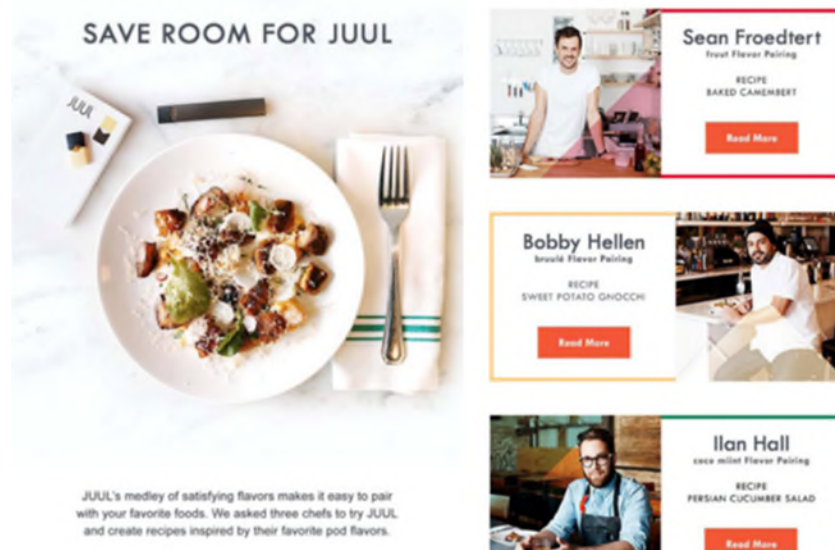 SAVE ROOM FOR JUUL
JUUL
JUUL's medley of satisfying flavors makes it easy to pair
with your favorite foods. We asked three chefs to try JUUL
and create recipes inspired by their favorite pod flavors.
Sean Froedtert
fruut Flavor Pairing
RECIPE
BAKED CAMEMBERT
Read More
Bobby Hellen
bruulé Flavor Pairing
RECIPE
SWEET POTATO GNOCCHI
Read More
Ilan Hall
coco miint Flavor Pairing
RECIPE
PERSIAN CUCUMBER SALAD
Read More